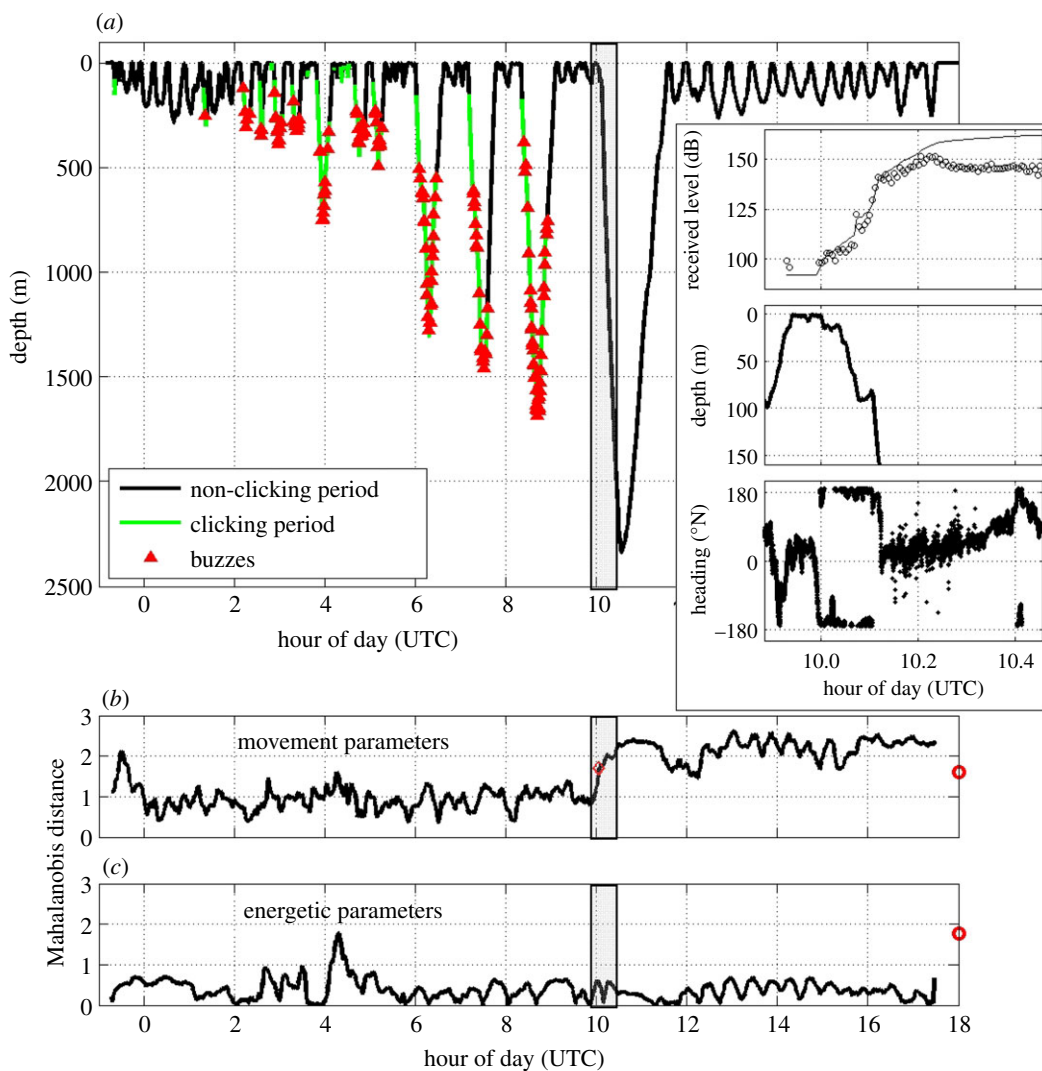 (a)
0
500
1000
1500
2000
2500
depth (m)
non-clicking period
clicking period
buzzes
0 2 4 6 8 10 1
hour of day (UTC)
150
125
100
received level (dB)
0
50
100
150
depth (m)
180
0
−180
heading (°N)
10.0 10.2 10.4
hour of day (UTC)
(b)
3
2
1
0
movement parameters
Mahalanobis distance
(c)
3
2
1
0
energetic parameters
0 2 4 6 8 10 12 14 16 18
hour of day (UTC)